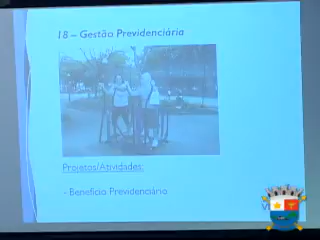 18 – Gestão Previdenciária
Projetos/Atividades:
- Benefício Previdenciário